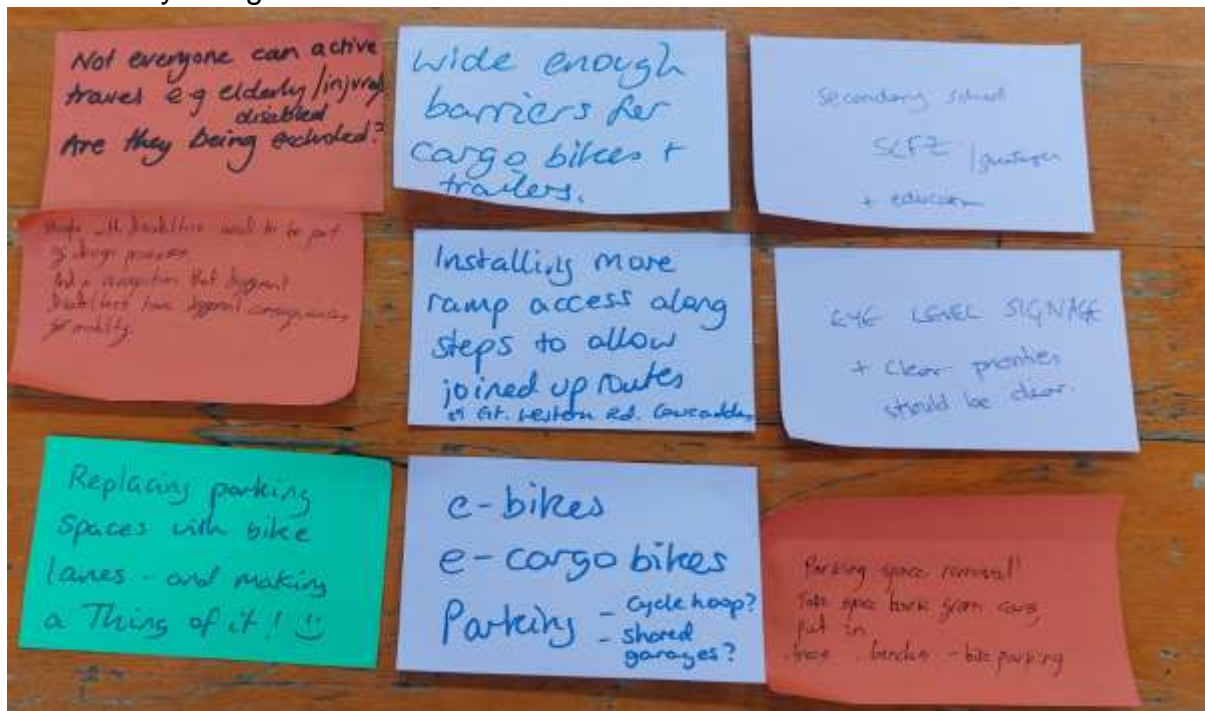 Not everyone can active
travel eg elderly/injured
disabled
Are they being excluded?
wide enough
barriers for
cargo bikes +
trailers.
Secondary school
SCFZ
+ education
people with disabilities need to be part
of design process
And a recognition that different
disabilities have different consequences
for mobility.
Installing more
ramp access along
steps to allow
joined up routes
eg Gt. Western Rd. Cowcaddens
EYE LEVEL SIGNAGE
+ Clear priorities
should be clear.
Replacing parking
Spaces with bike
lanes - and making
a Thing of it! :)
e-bikes
e-cargo bikes
Parking - cycle hoop?
- shared
garages?
Parking space removal!
Take space back from cars
put in
. trees . benches - bike parking